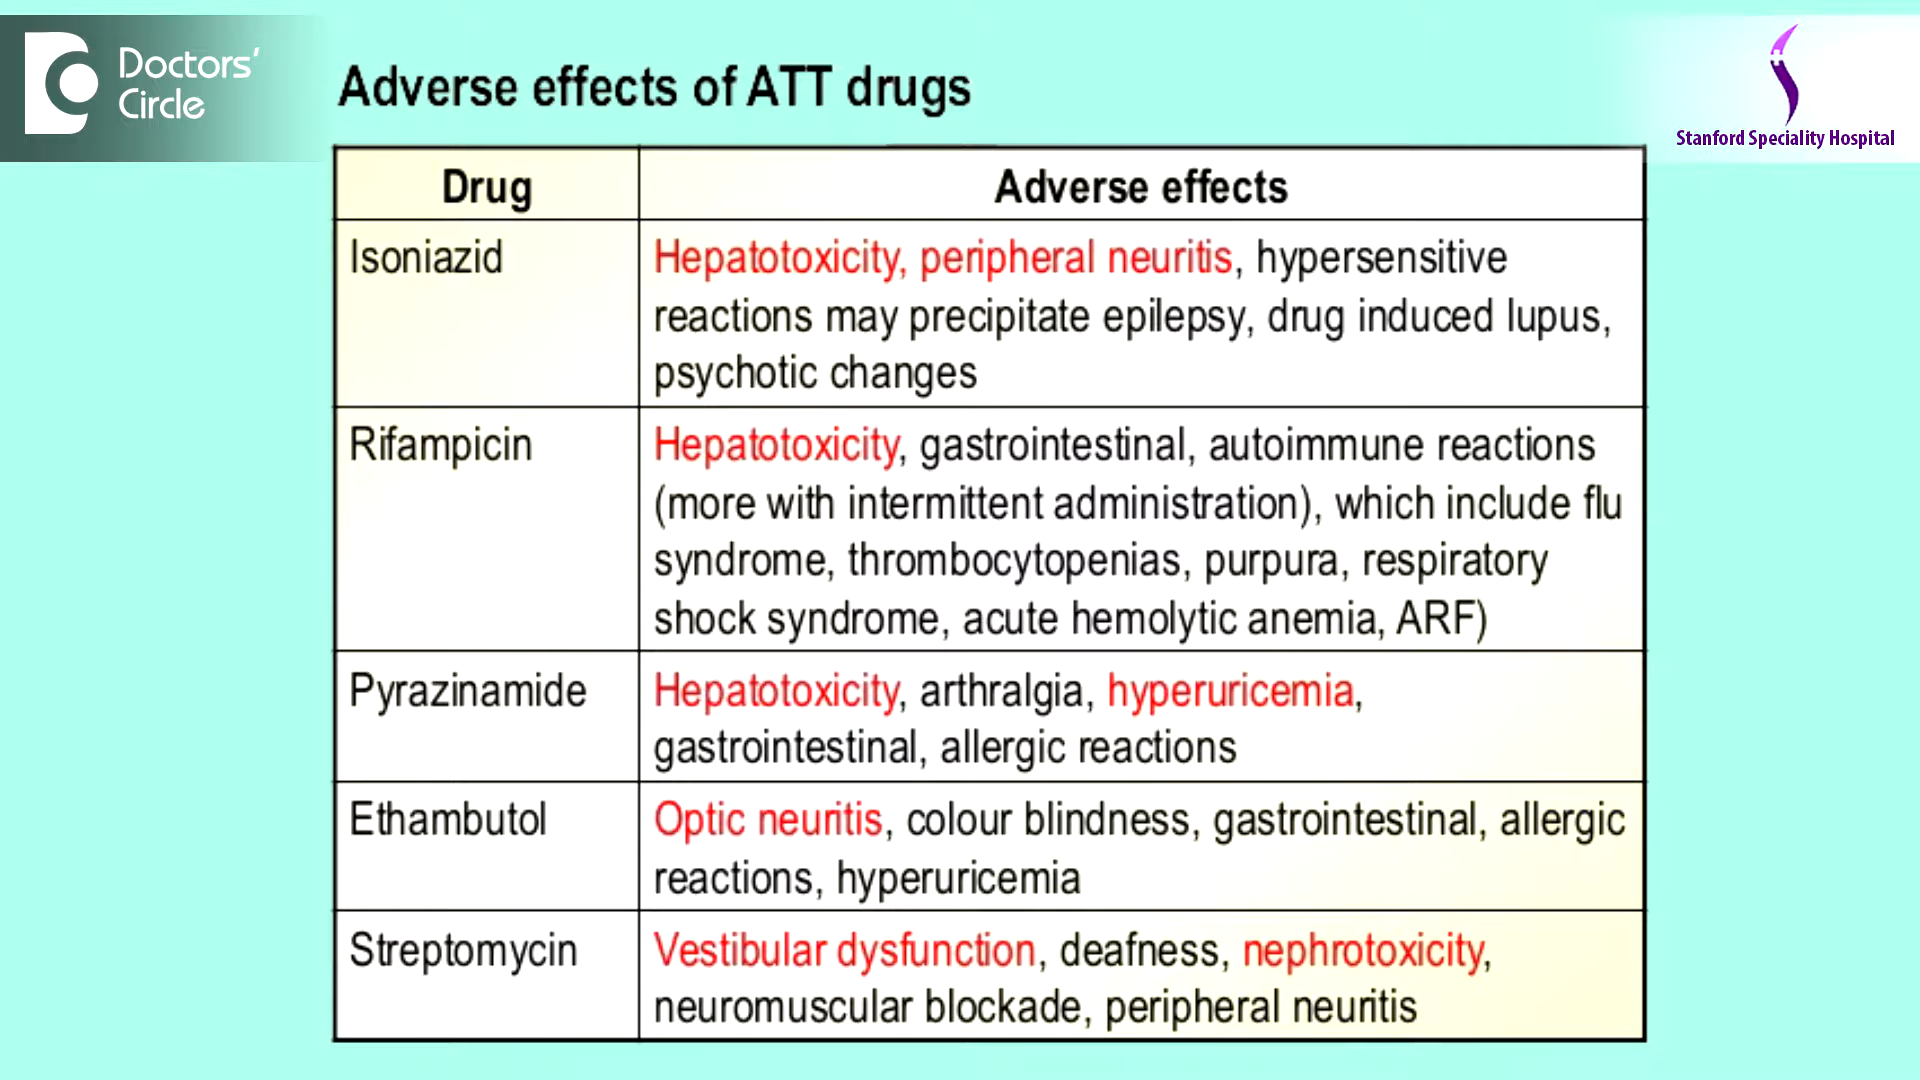 Doctors'
Circle
Adverse effects of ATT drugs
Stanford Speciality Hospital
Drug
Adverse effects
Isoniazid
Hepatotoxicity, peripheral neuritis, hypersensitive
reactions may precipitate epilepsy, drug induced lupus,
psychotic changes
Rifampicin
Hepatotoxicity, gastrointestinal, autoimmune reactions
(more with intermittent administration), which include flu
syndrome, thrombocytopenias, purpura, respiratory
shock syndrome, acute hemolytic anemia, ARF)
Pyrazinamide
Hepatotoxicity, arthralgia, hyperuricemia,
gastrointestinal, allergic reactions
Ethambutol
Optic neuritis, colour blindness, gastrointestinal, allergic
reactions, hyperuricemia
Streptomycin
Vestibular dysfunction, deafness, nephrotoxicity,
neuromuscular blockade, peripheral neuritis